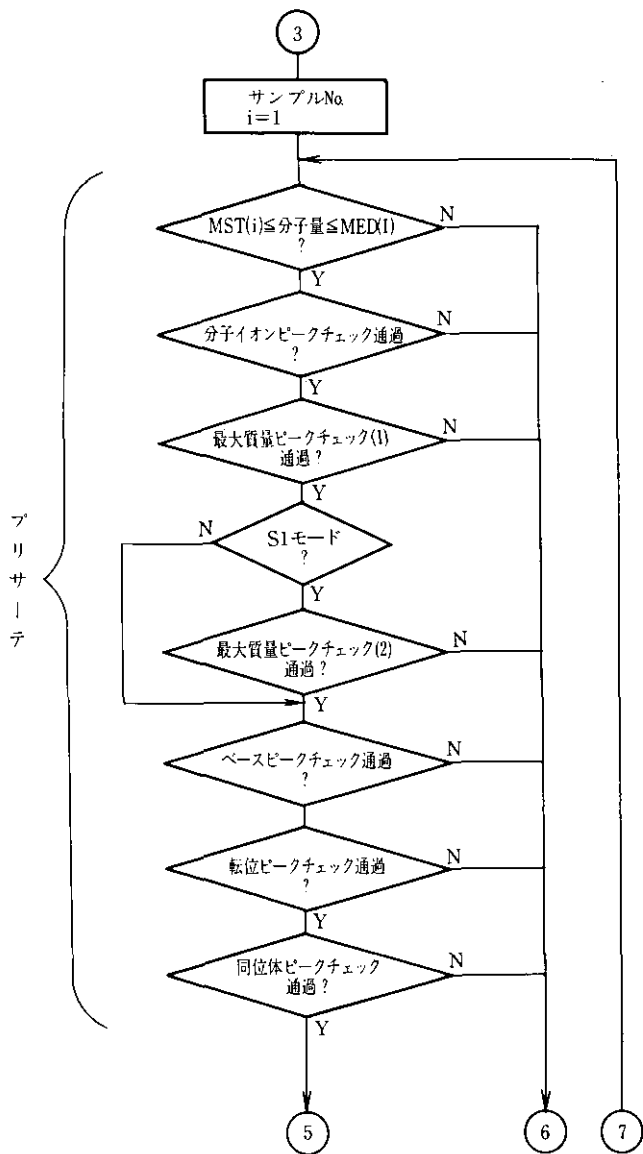 3
サンプルNo.
i=1
MST(i)≦分子量≦MED(I)
?
N
Y
分子イオンピークチェック通過
?
N
Y
最大質量ピークチェック(1)
通過?
N
Y
N
S1モード
?
Y
最大質量ピークチェック(2)
通過?
N
Y
ベースピークチェック通過
?
N
転位ピークチェック通過
?
N
Y
同位体ピークチェック
通過?
N
Y
プリサーチ
5
6
7